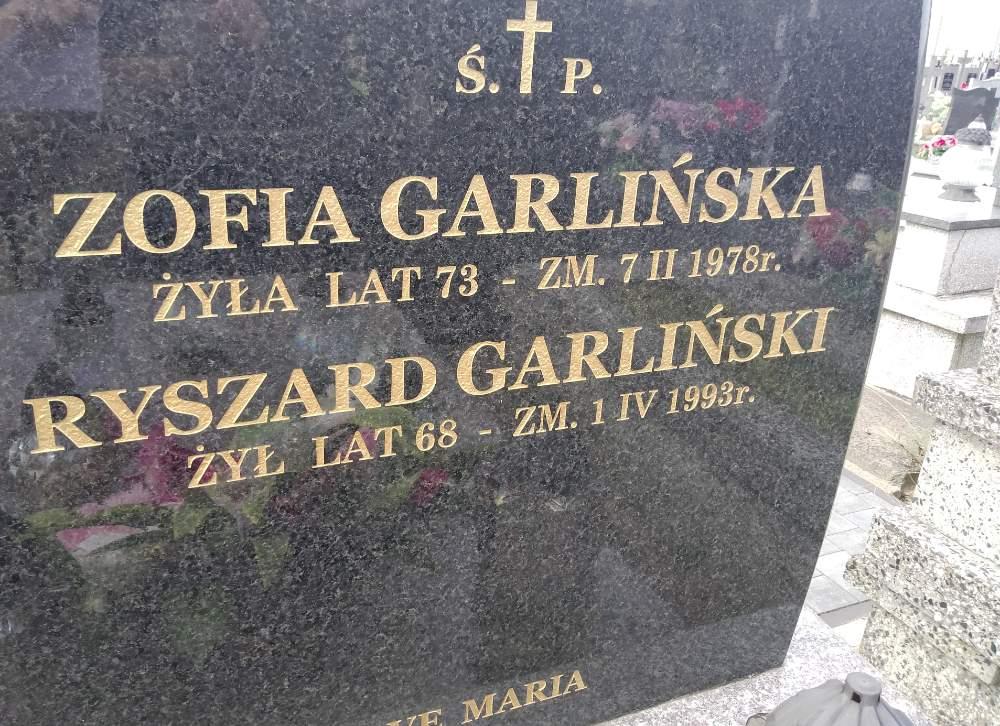 Ś. P.
ZOFIA GARLIŃSKA
ŻYŁA LAT 73 - ZM. 7 II 1978r.
RYSZARD GARLIŃSKI
ŻYŁ LAT 68 - ZM. 1 IV 1993r.
MARIA